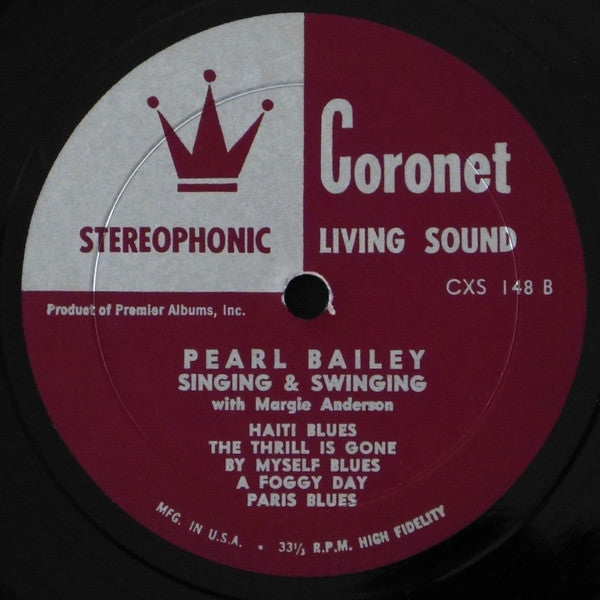 Coronet
STEREOPHONIC LIVING SOUND
CXS 148 B
Product of Premier Albums, Inc.
PEARL BAILEY
SINGING & SWINGING
with Margie Anderson
HAITI BLUES
THE THRILL IS GONE
BY MYSELF BLUES
A FOGGY DAY
PARIS BLUES
MFG. IN U.S.A. • 33⅓ R.P.M. HIGH FIDELITY